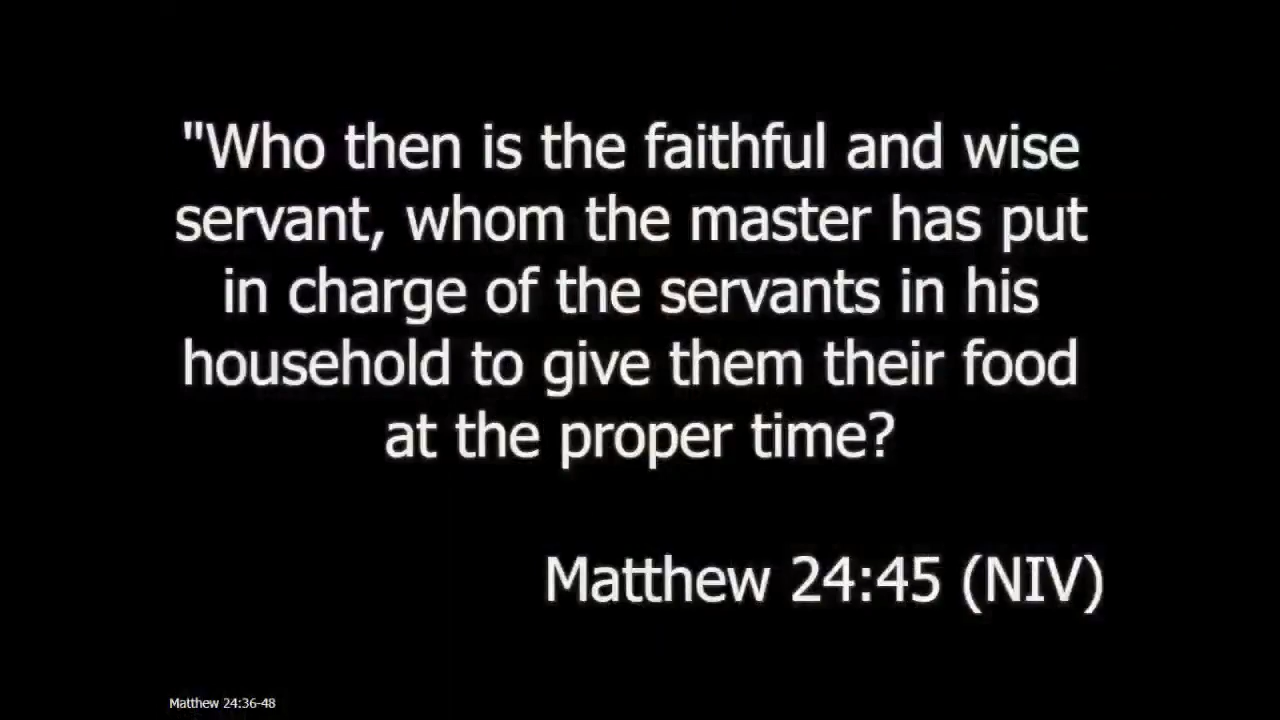 "Who then is the faithful and wise
servant, whom the master has put
in charge of the servants in his
household to give them their food
at the proper time?
Matthew 24:45 (NIV)
Matthew 24:36-48